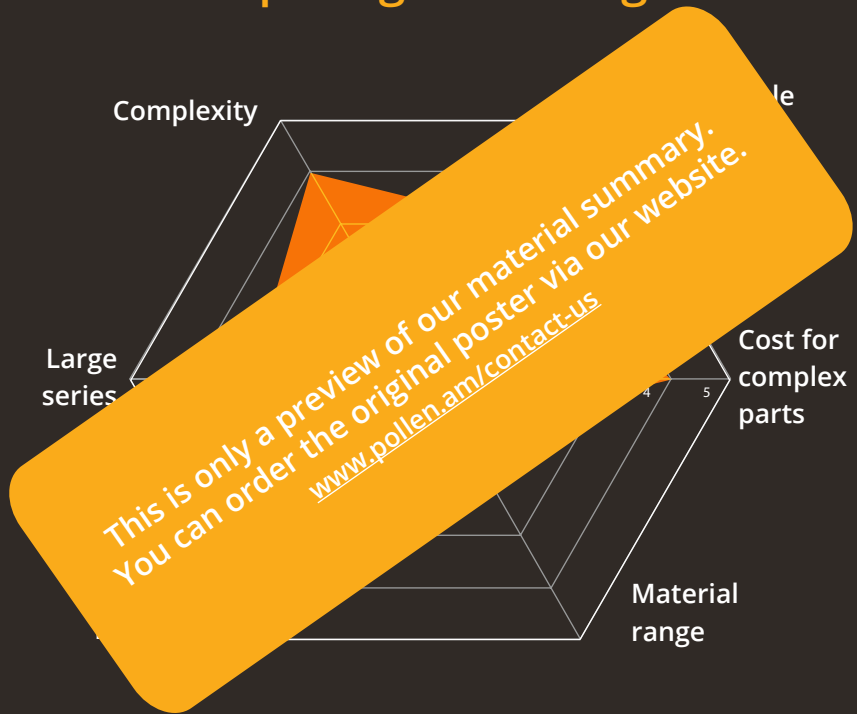 Complexity
Large
series
This is only a preview of our material summary.
You can order the original poster via our website.
www.pollen.am/contact-us
Cost for
complex
parts
4 5
Material
range